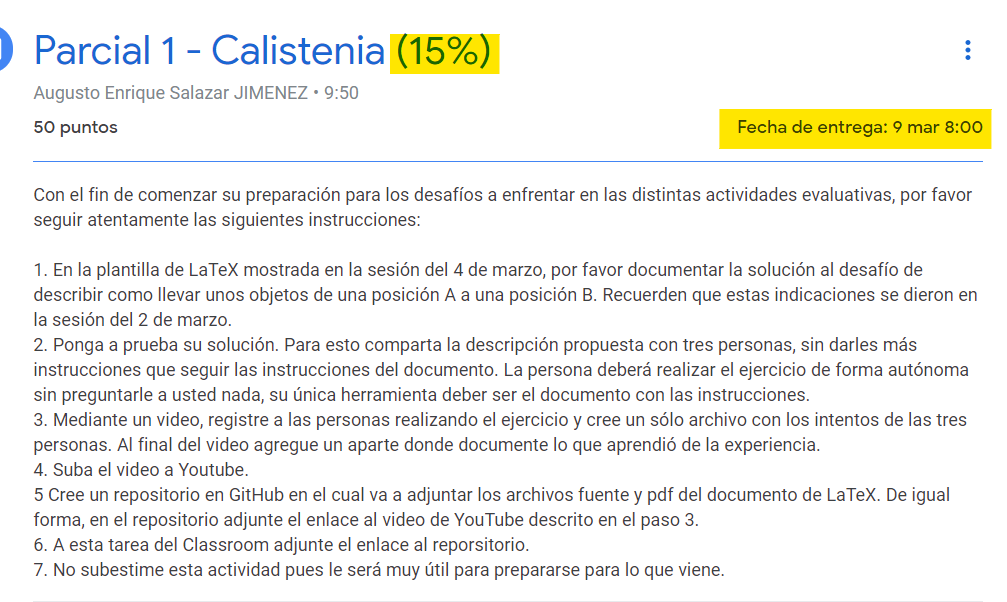 Parcial 1 - Calistenia (15%)
Augusto Enrique Salazar JIMENEZ • 9:50
50 puntos
Fecha de entrega: 9 mar 8:00
Con el fin de comenzar su preparación para los desafíos a enfrentar en las distintas actividades evaluativas, por favor
seguir atentamente las siguientes instrucciones:
1. En la plantilla de LaTeX mostrada en la sesión del 4 de marzo, por favor documentar la solución al desafío de
describir como llevar unos objetos de una posición A a una posición B. Recuerden que estas indicaciones se dieron en
la sesión del 2 de marzo.
2. Ponga a prueba su solución. Para esto comparta la descripción propuesta con tres personas, sin darles más
instrucciones que seguir las instrucciones del documento. La persona deberá realizar el ejercicio de forma autónoma
sin preguntarle a usted nada, su única herramienta deber ser el documento con las instrucciones.
3. Mediante un video, registre a las personas realizando el ejercicio y cree un sólo archivo con los intentos de las tres
personas. Al final del video agregue un aparte donde documente lo que aprendió de la experiencia.
4. Suba el video a Youtube.
5 Cree un repositorio en GitHub en el cual va a adjuntar los archivos fuente y pdf del documento de LaTeX. De igual
forma, en el repositorio adjunte el enlace al video de YouTube descrito en el paso 3.
6. A esta tarea del Classroom adjunte el enlace al reporsitorio.
7. No subestime esta actividad pues le será muy útil para prepararse para lo que viene.